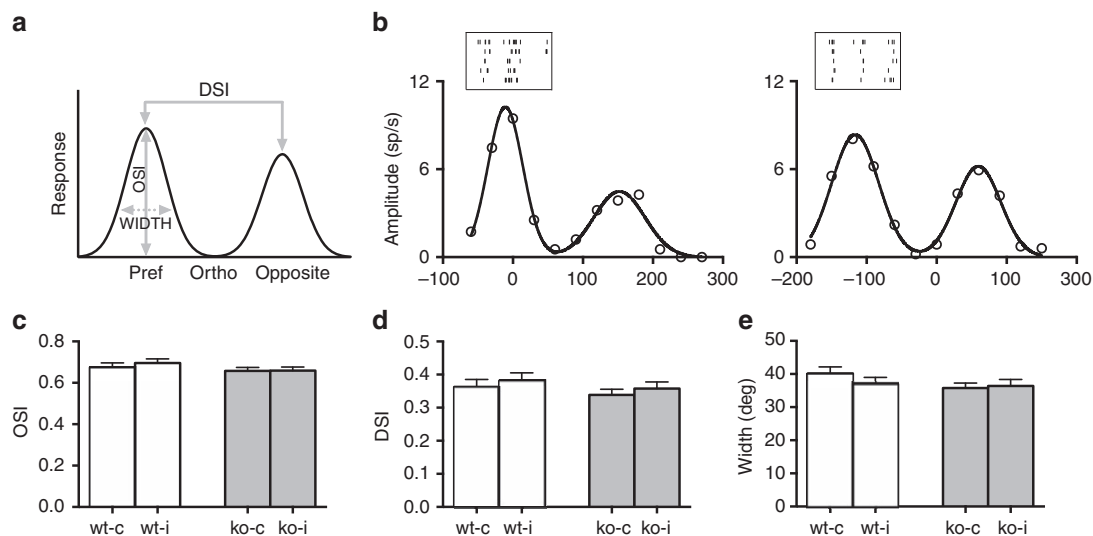 a
DSI
Response
OSI
WIDTH
Pref Ortho Opposite
b
Amplitude (sp/s)
12
6
0
–100 0 100 200 300
12
6
0
–200 –100 0 100 200 300
c
OSI
0.8
0.6
0.4
0.2
0.0
wt-c wt-i ko-c ko-i
d
DSI
0.5
0.4
0.3
0.2
0.1
0.0
wt-c wt-i ko-c ko-i
e
Width (deg)
50
40
30
20
10
0
wt-c wt-i ko-c ko-i